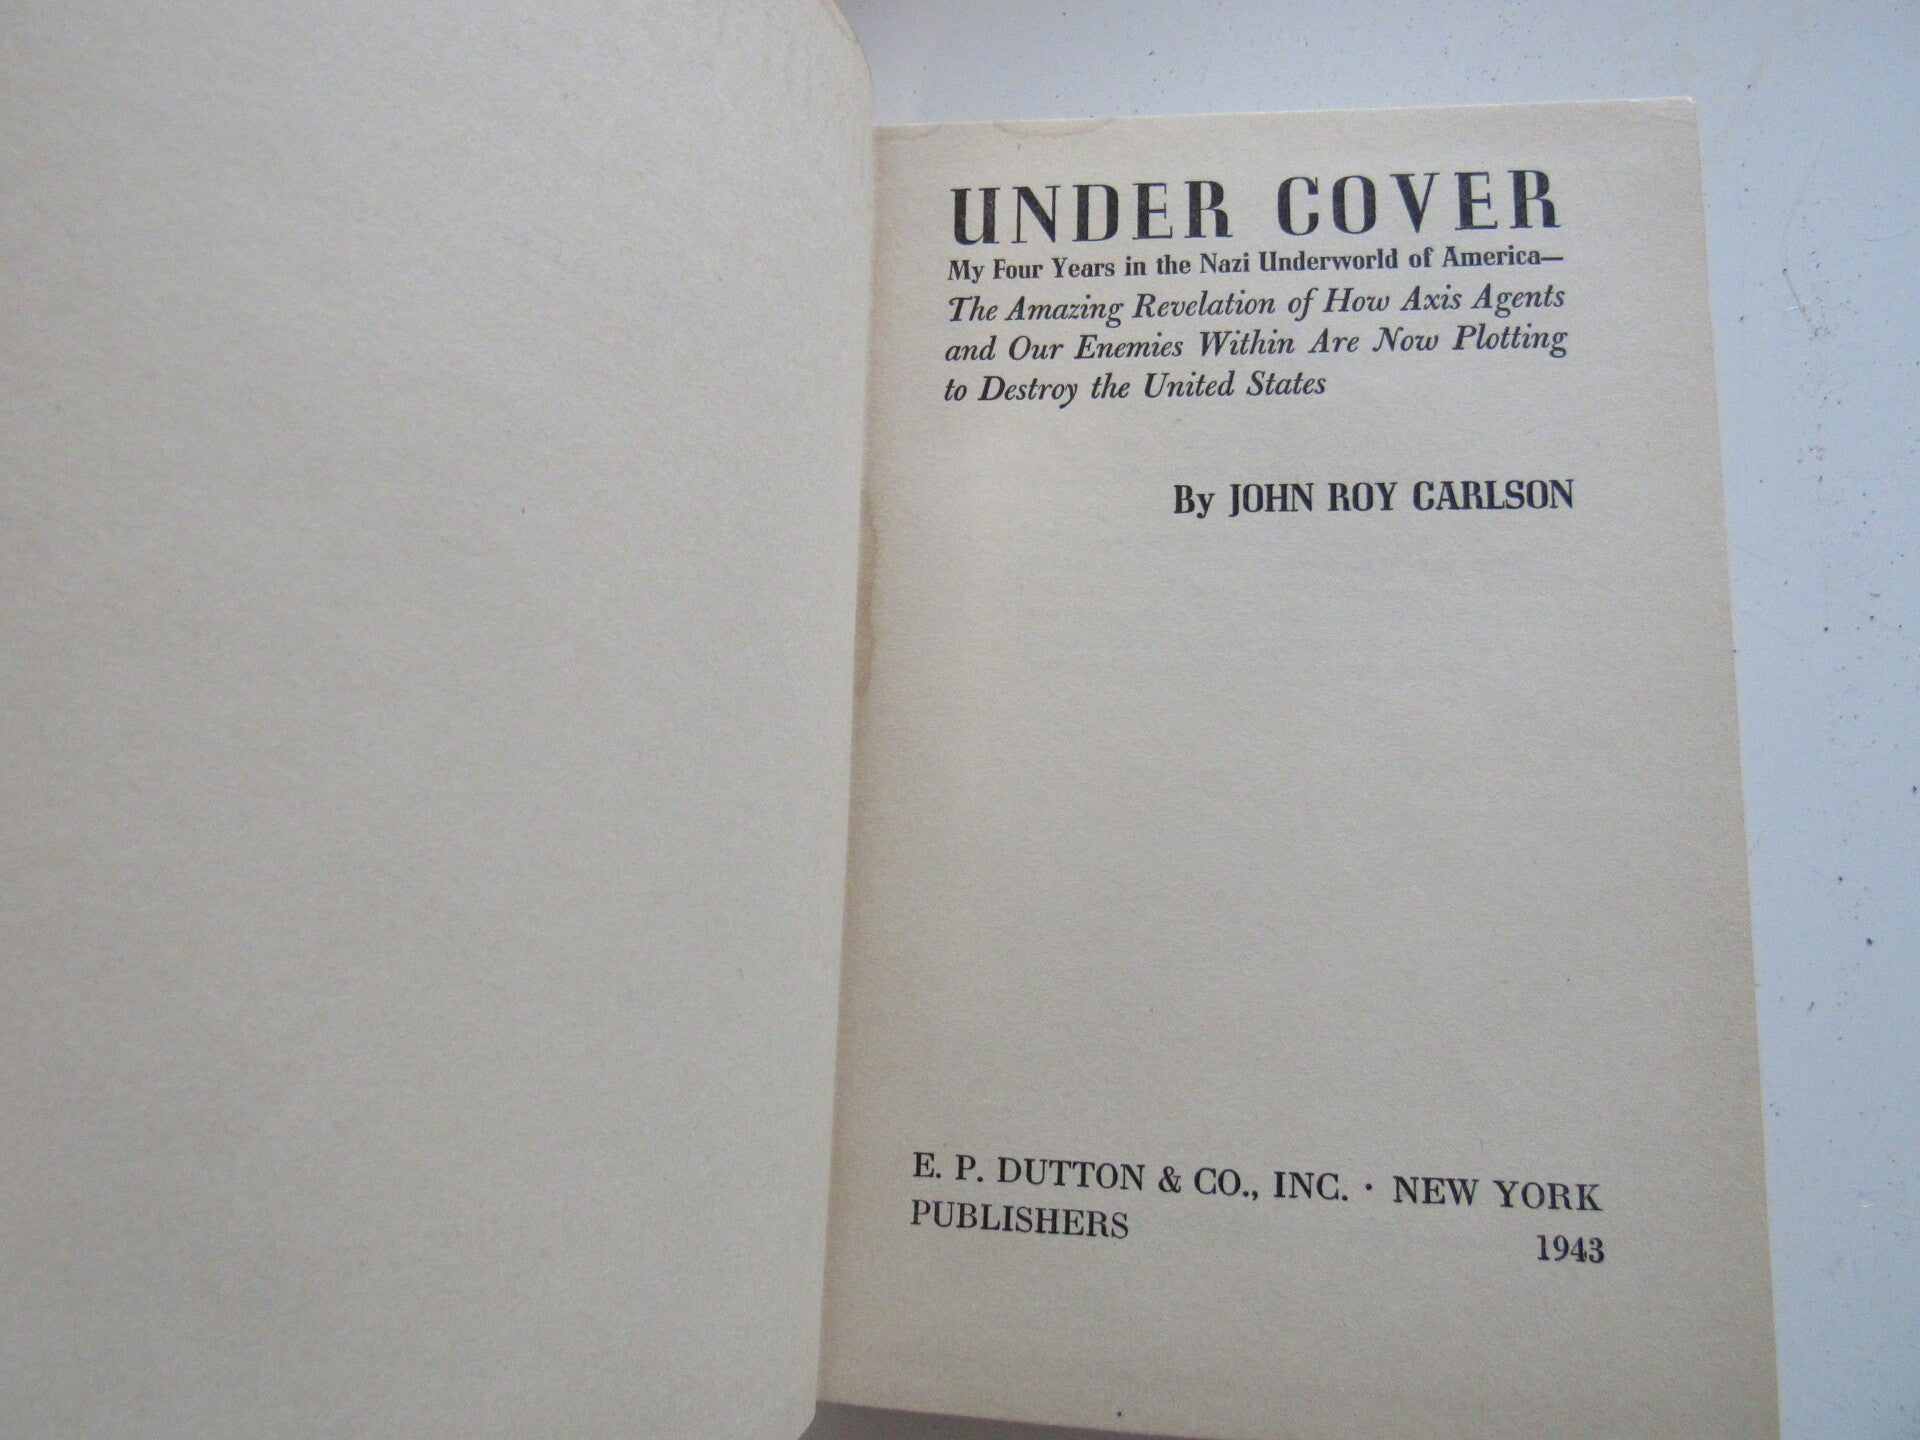 UNDER COVER
My Four Years in the Nazi Underworld of America—
The Amazing Revelation of How Axis Agents
and Our Enemies Within Are Now Plotting
to Destroy the United States
By JOHN ROY CARLSON
E. P. DUTTON & CO., INC. · NEW YORK
PUBLISHERS 1943